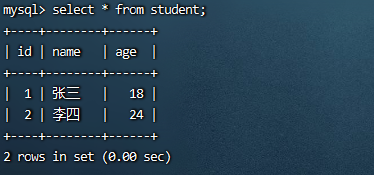 mysql> select * from student;
+----+--------+------+
| id | name   | age  |
+----+--------+------+
|  1 | 张三   |   18 |
|  2 | 李四   |   24 |
+----+--------+------+
2 rows in set (0.00 sec)